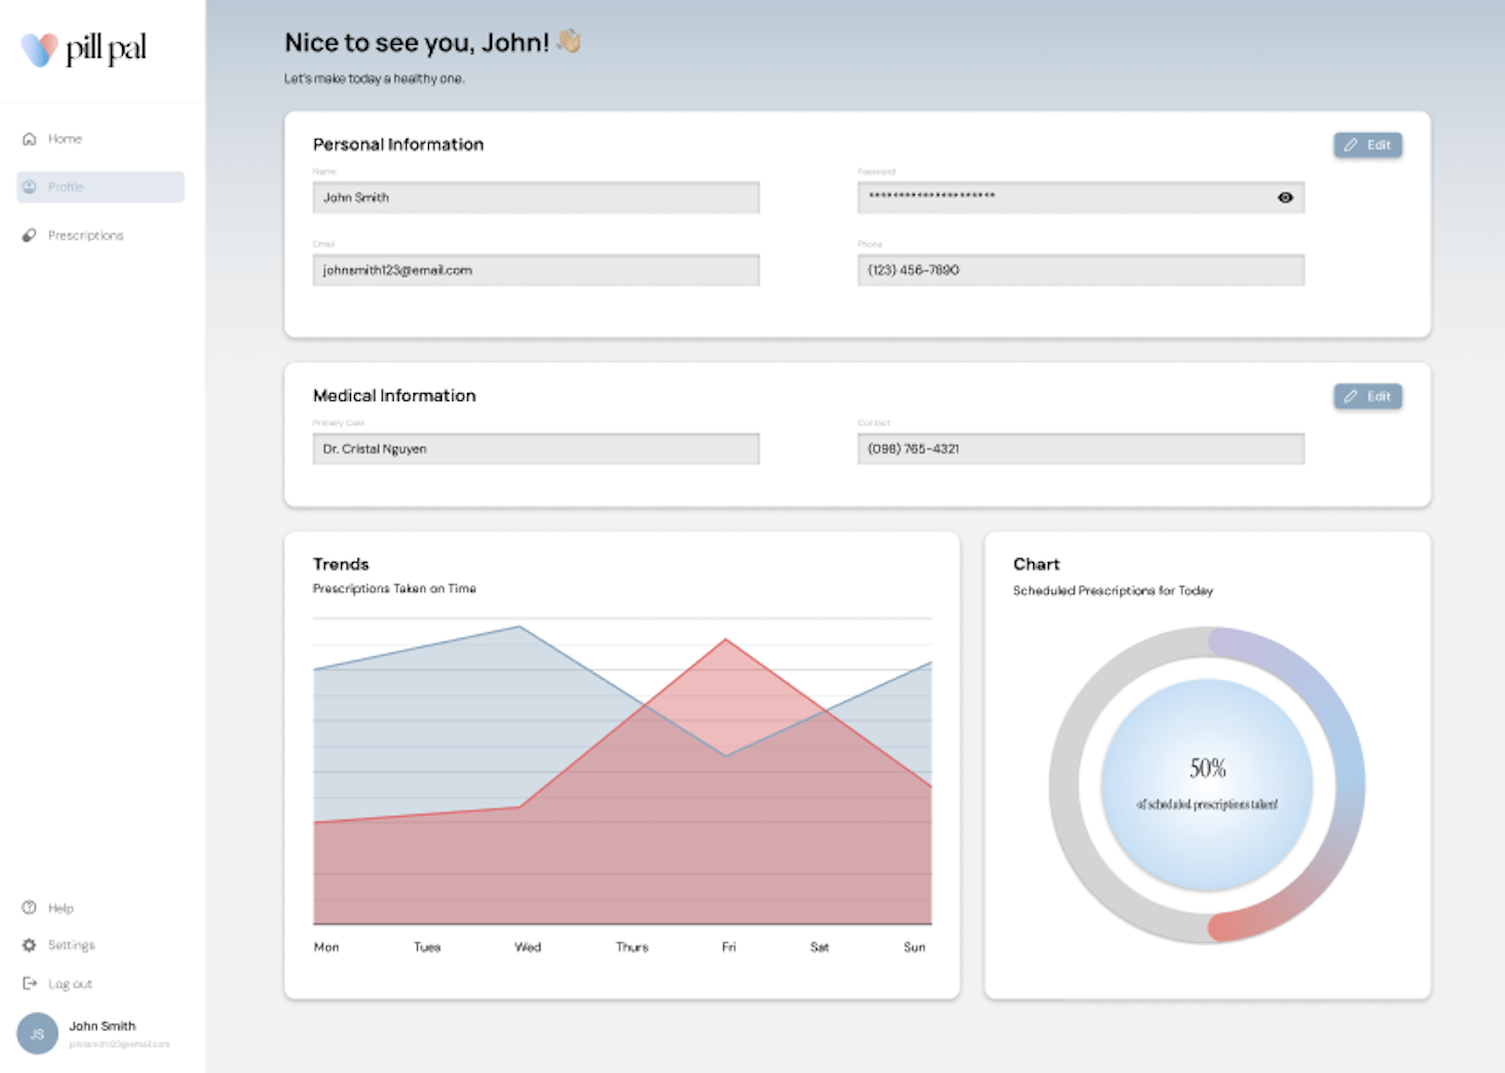 pill pal
Home
Profile
Prescriptions
Help
Settings
Log out
JS
John Smith
johnsmith123@email.com
Nice to see you, John! 👋🏼
Let's make today a healthy one.
Personal Information
Edit
Name
John Smith
Password
*********************
Email
johnsmith123@email.com
Phone
(123) 456-7890
Medical Information
Edit
Primary Care
Dr. Cristal Nguyen
Contact
(098) 765-4321
Trends
Prescriptions Taken on Time
Mon Tues Wed Thurs Fri Sat Sun
Chart
Scheduled Prescriptions for Today
50%
of scheduled prescriptions taken!